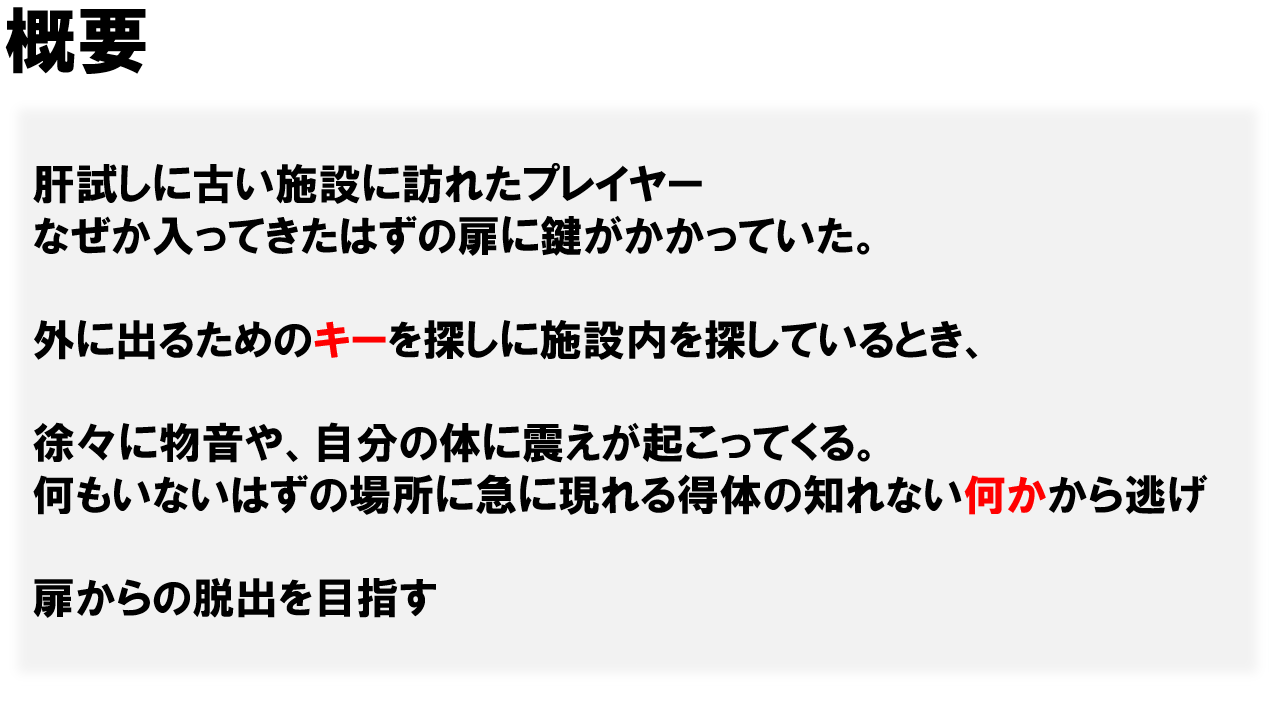 概要
肝試しに古い施設に訪れたプレイヤー
なぜか入ってきたはずの扉に鍵がかかっていた。
外に出るためのキーを探しに施設内を探しているとき、
徐々に物音や、自分の体に震えが起こってくる。
何もいないはずの場所に急に現れる得体の知れない何かから逃げ
扉からの脱出を目指す